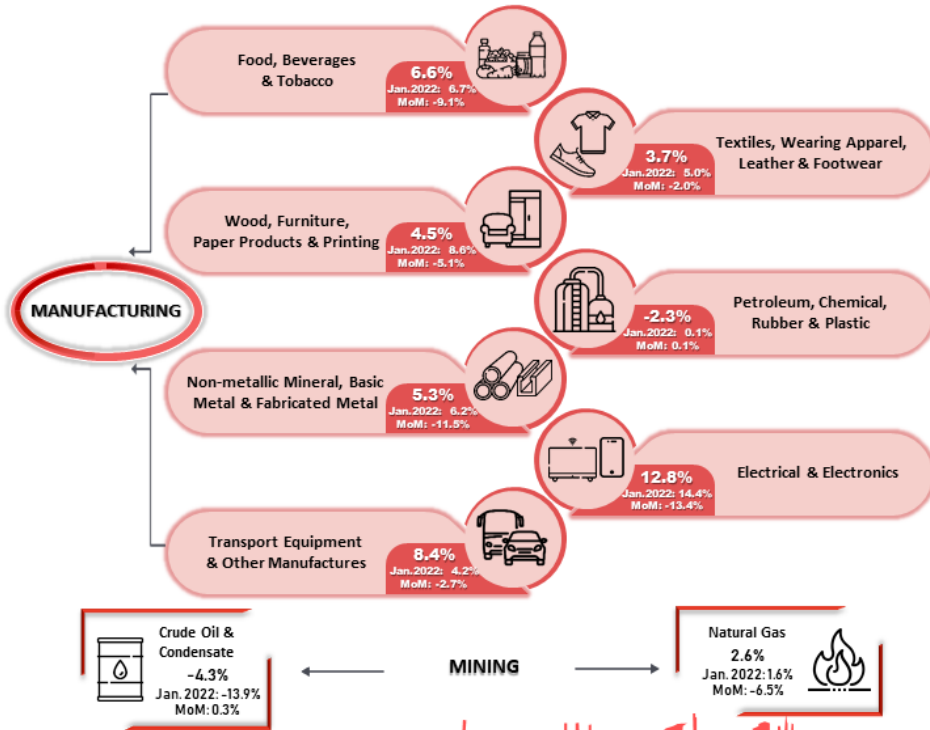 Food, Beverages
& Tobacco
6.6%
Jan.2022: 6.7%
MoM: -9.1%
Textiles, Wearing Apparel,
Leather & Footwear
3.7%
Jan.2022: 5.0%
MoM: -2.0%
Wood, Furniture,
Paper Products & Printing
4.5%
Jan.2022: 8.6%
MoM: -5.1%
MANUFACTURING
Petroleum, Chemical,
Rubber & Plastic
-2.3%
Jan.2022: 0.1%
MoM: 0.1%
Non-metallic Mineral, Basic
Metal & Fabricated Metal
5.3%
Jan.2022: 6.2%
MoM: -11.5%
Electrical & Electronics
12.8%
Jan.2022: 14.4%
MoM: -13.4%
Transport Equipment
& Other Manufactures
8.4%
Jan.2022: 4.2%
MoM: -2.7%
Crude Oil &
Condensate
-4.3%
Jan. 2022: -13.9%
MoM: 0.3%
MINING
Natural Gas
2.6%
Jan. 2022: 1.6%
MoM: -6.5%